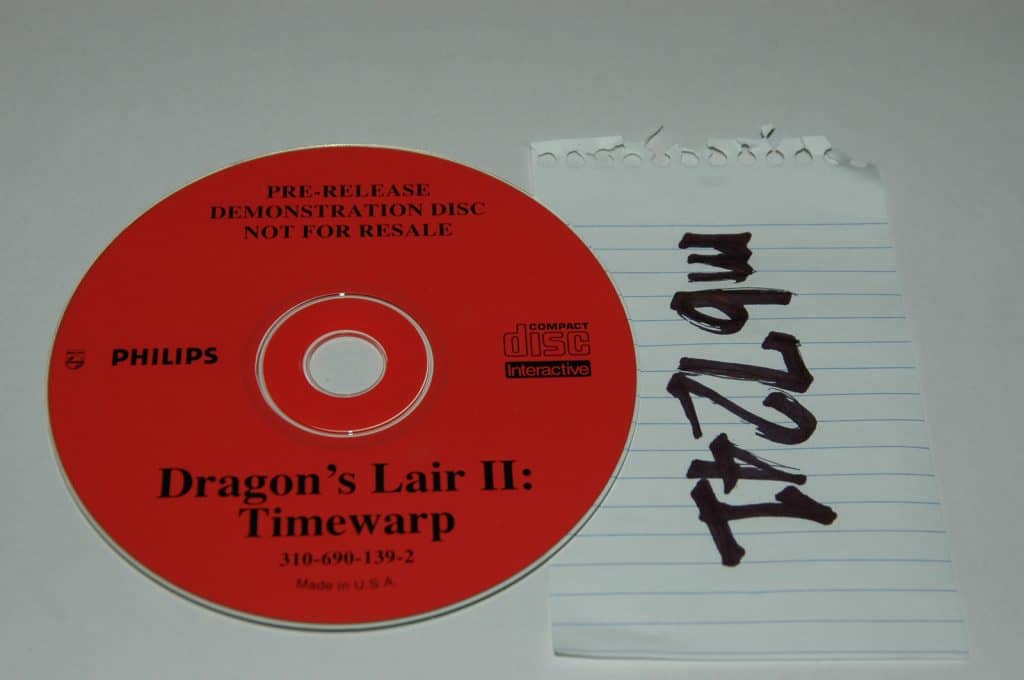 PRE-RELEASE
DEMONSTRATION DISC
NOT FOR RESALE
PHILIPS
COMPACT
disc
Interactive
Dragon's Lair II:
Timewarp
310-690-139-2
Made in U.S.A.
mb7241